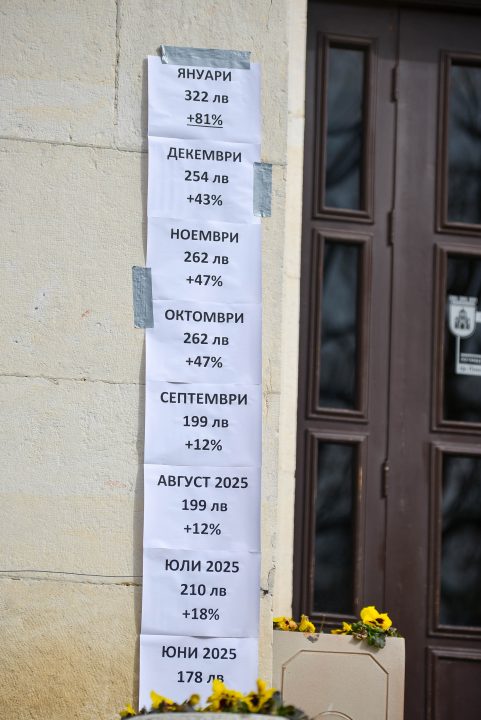 ЯНУАРИ
322 лв
+81%
ДЕКЕМВРИ
254 лв
+43%
НОЕМВРИ
262 лв
+47%
ОКТОМВРИ
262 лв
+47%
СЕПТЕМВРИ
199 лв
+12%
АВГУСТ 2025
199 лв
+12%
ЮЛИ 2025
210 лв
+18%
ЮНИ 2025
178 лв